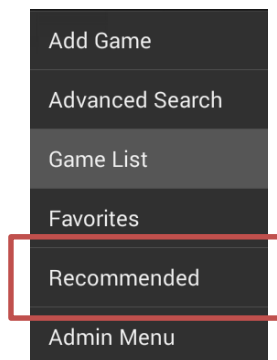 Add Game
Advanced Search
Game List
Favorites
Recommended
Admin Menu